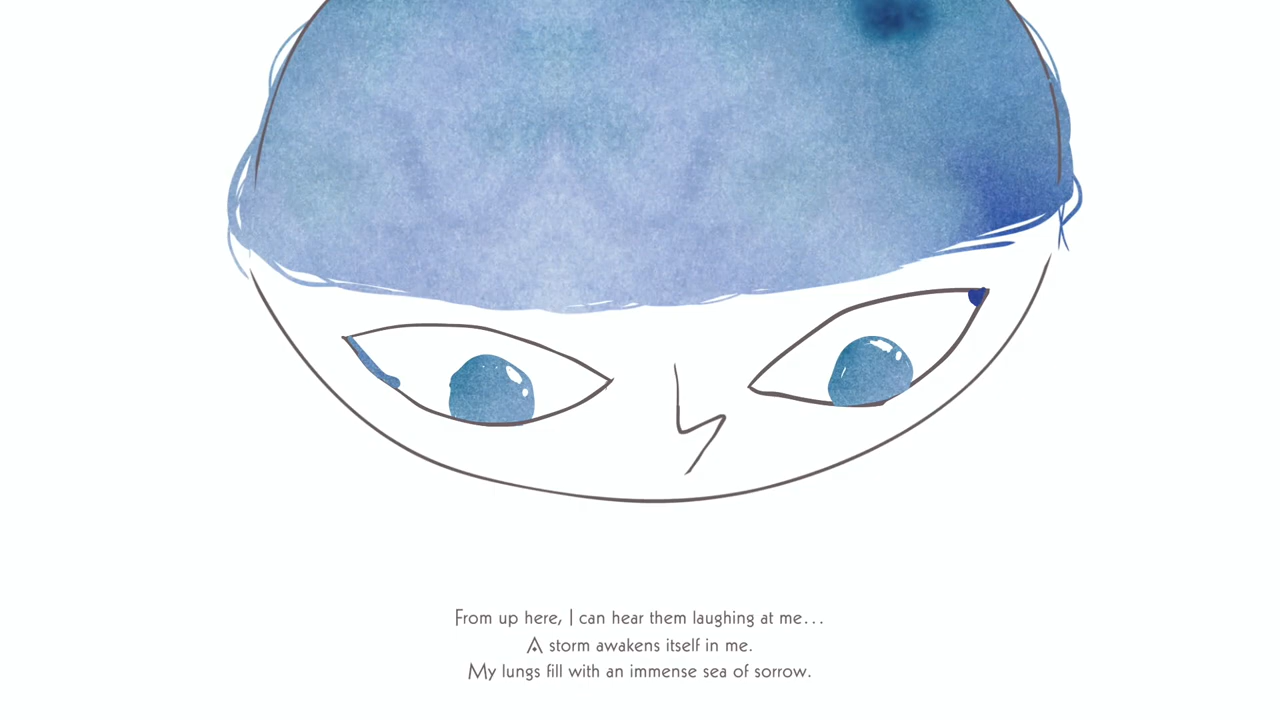 From up here, I can hear them laughing at me...
A storm awakens itself in me.
My lungs fill with an immense sea of sorrow.